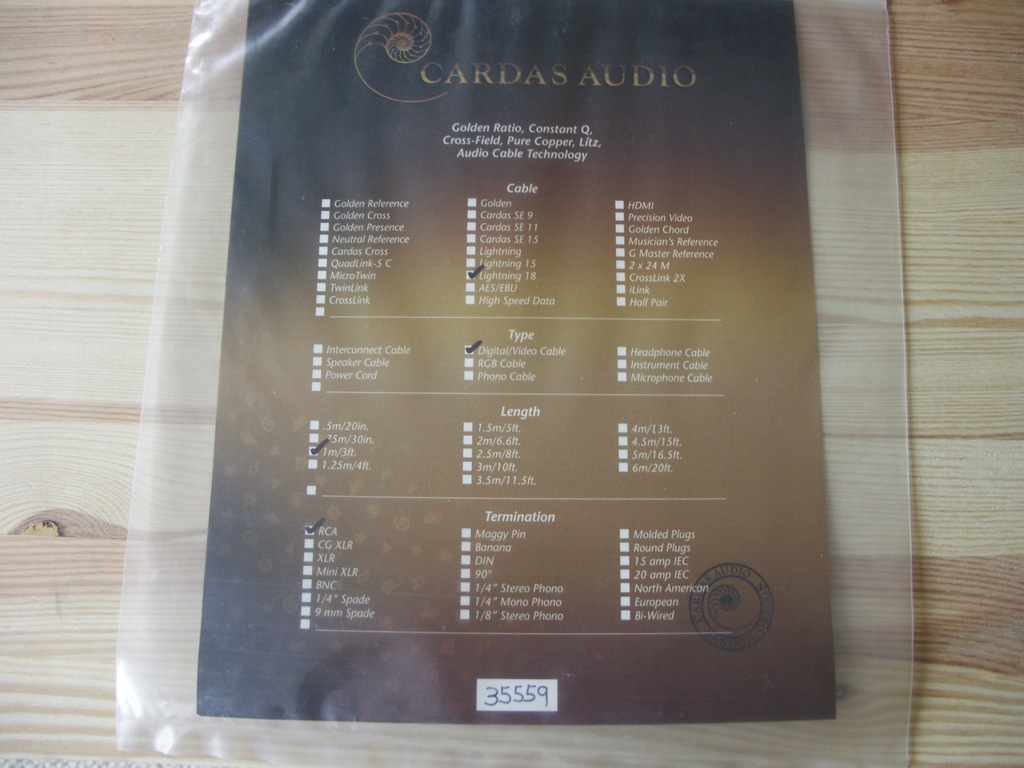 CARDAS AUDIO
Golden Ratio, Constant Q,
Cross-Field, Pure Copper, Litz,
Audio Cable Technology
Cable
Golden Reference
Golden Cross
Golden Presence
Neutral Reference
Cardas Cross
QuadLink-5 C
MicroTwin
TwinLink
CrossLink
Golden
Cardas SE 9
Cardas SE 11
Cardas SE 15
Lightning
Lightning 15
Lightning 18
AES/EBU
High Speed Data
HDMI
Precision Video
Golden Chord
Musician's Reference
G Master Reference
2 x 24 M
CrossLink 2X
iLink
Half Pair
Type
Interconnect Cable
Speaker Cable
Power Cord
Digital/Video Cable
RGB Cable
Phono Cable
Headphone Cable
Instrument Cable
Microphone Cable
Length
.5m/20in.
.75m/30in.
1m/3ft.
1.25m/4ft.
1.5m/5ft.
2m/6.6ft.
2.5m/8ft.
3m/10ft.
3.5m/11.5ft.
4m/13ft.
4.5m/15ft.
5m/16.5ft.
6m/20ft.
Termination
RCA
CG XLR
XLR
Mini XLR
BNC
1/4" Spade
9 mm Spade
Maggy Pin
Banana
DIN
90°
1/4" Stereo Phono
1/4" Mono Phono
1/8" Stereo Phono
Molded Plugs
Round Plugs
15 amp IEC
20 amp IEC
North American
European
Bi-Wired
CARDAS AUDIO
35559